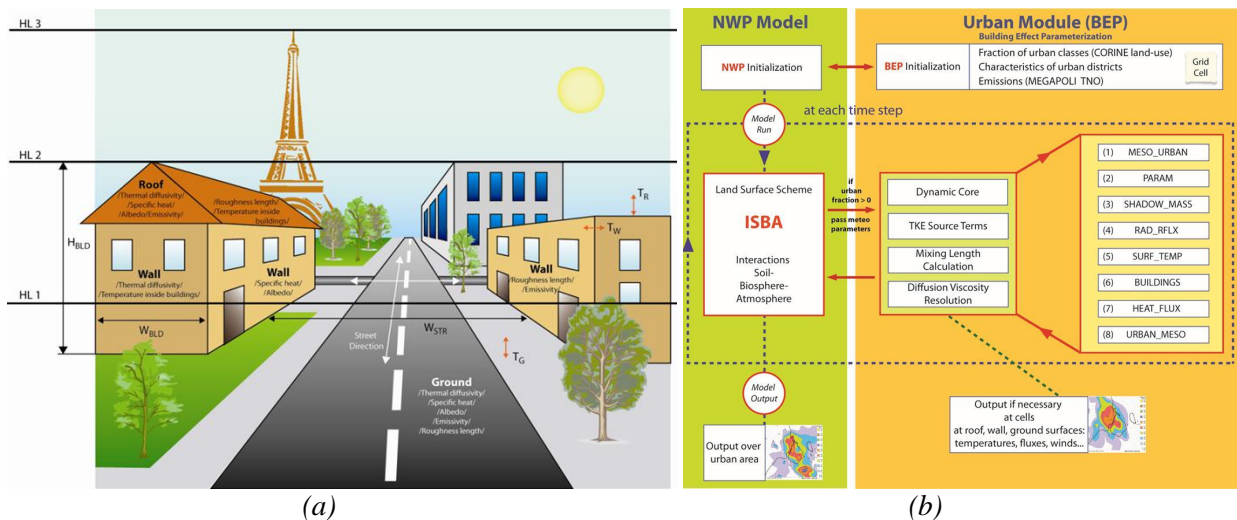 HL 3
HL 2
Roof
/Thermal diffusivity/
/Specific heat/
/Albedo/Emissivity/
/Roughness length/
/Temperature inside
buildings/
H BLD
Wall
/Thermal diffusivity/
/Temperature inside buildings/
Wall
/Specific heat/
/Albedo/
T R
T W
Wall
/Roughness length/
/Emissivity/
HL 1
W BLD
W STR
Street
Direction
T G
Ground
/Thermal diffusivity/
/Specific heat/
/Albedo/
/Emissivity/
/Roughness length/
(a)
NWP Model
NWP Initialization
Model
Run
Land Surface Scheme
ISBA
Interactions
Soil-
Biosphere-
Atmosphere
Model
Output
Output over
urban area
Urban Module (BEP)
Building Effect Parameterization
BEP Initialization
Fraction of urban classes (CORINE land-use)
Characteristics of urban districts
Emissions (MEGAPOLI TNO)
Grid
Cell
at each time step
if
urban
fraction > 0
pass meteo
parameters
Dynamic Core
TKE Source Terms
Mixing Length
Calculation
Diffusion Viscosity
Resolution
(1) MESO_URBAN
(2) PARAM
(3) SHADOW_MASS
(4) RAD_RFLX
(5) SURF_TEMP
(6) BUILDINGS
(7) HEAT_FLUX
(8) URBAN_MESO
Output if necessary
at cells
at roof, wall, ground surfaces:
temperatures, fluxes, winds...
(b)